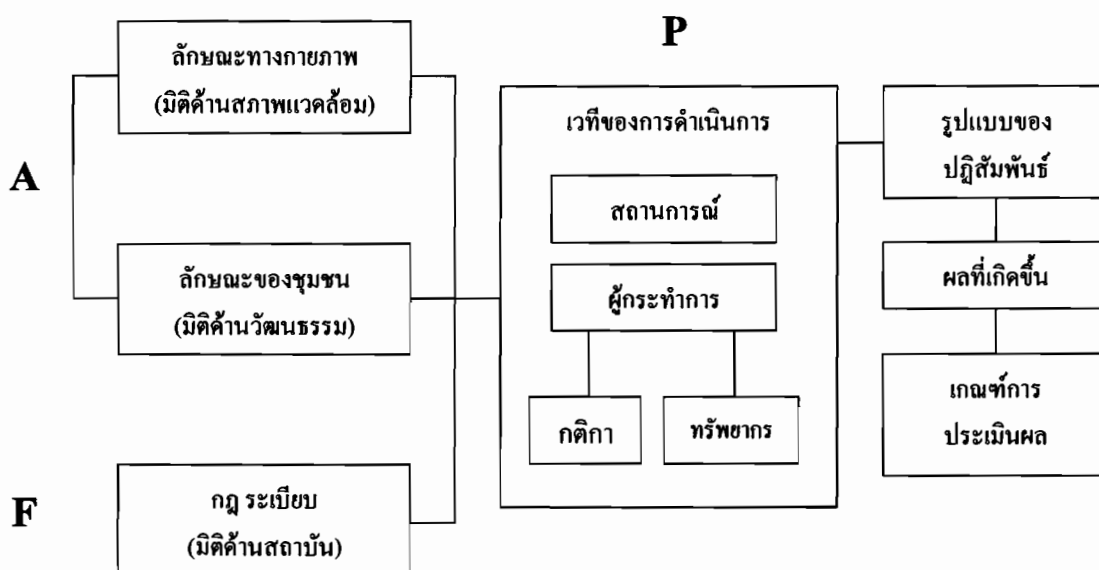 P
ลักษณะทางกายภาพ
(มิติด้านสภาพแวดล้อม)
A
ลักษณะของชุมชน
(มิติด้านวัฒนธรรม)
F
กฎ ระเบียบ
(มิติด้านสถาบัน)
เวทีของการดำเนินการ
สถานการณ์
ผู้กระทำการ
กติกา
ทรัพยากร
รูปแบบของ
ปฏิสัมพันธ์
ผลที่เกิดขึ้น
เกณฑ์การ
ประเมินผล